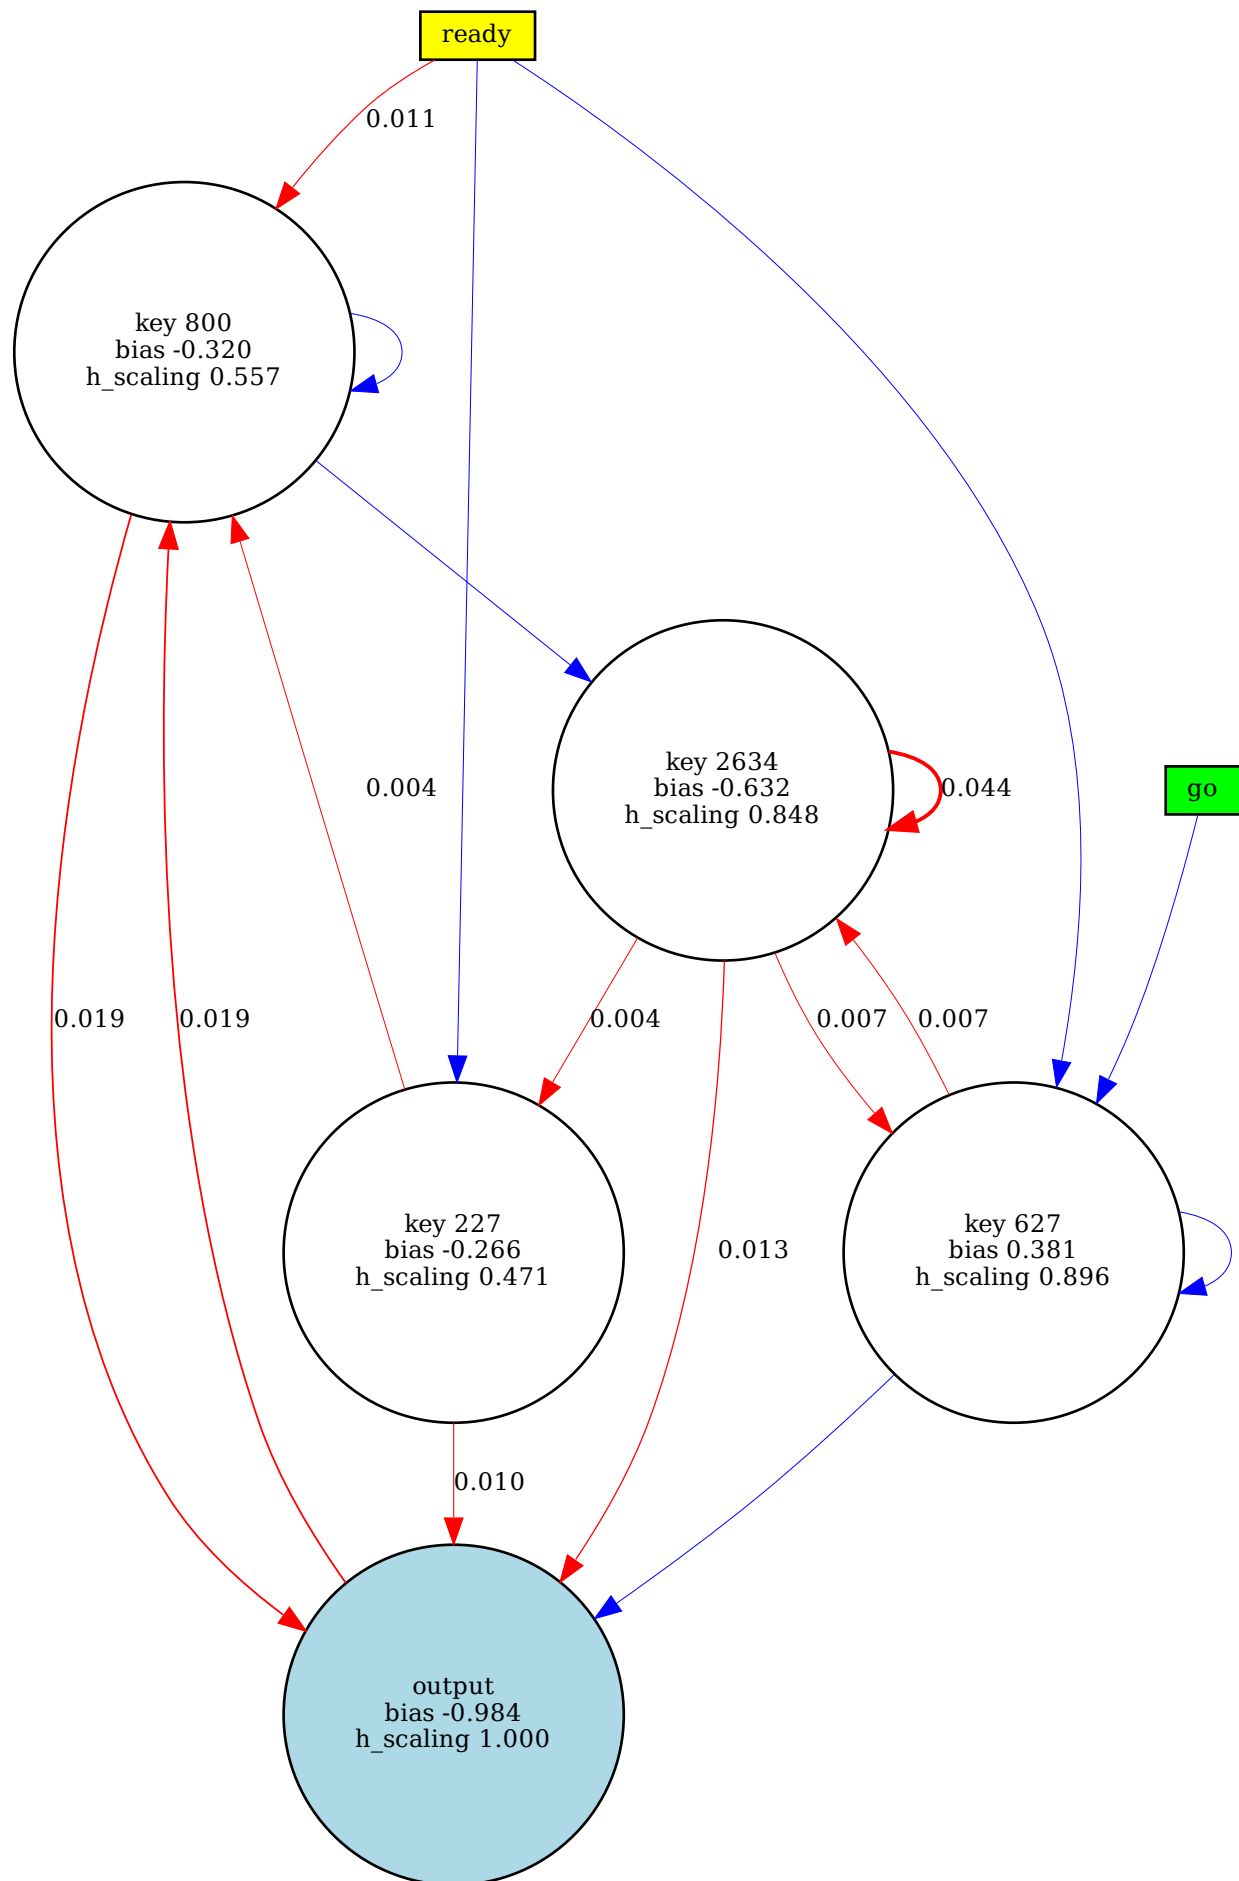 ready
0.011
key 800
bias -0.320
h_scaling 0.557
key 2634
bias -0.632
h_scaling 0.848
0.004
0.044
go
0.019
0.019
0.004
0.007
0.007
key 227
bias -0.266
h_scaling 0.471
0.013
key 627
bias 0.381
h_scaling 0.896
0.010
output
bias -0.984
h_scaling 1.000